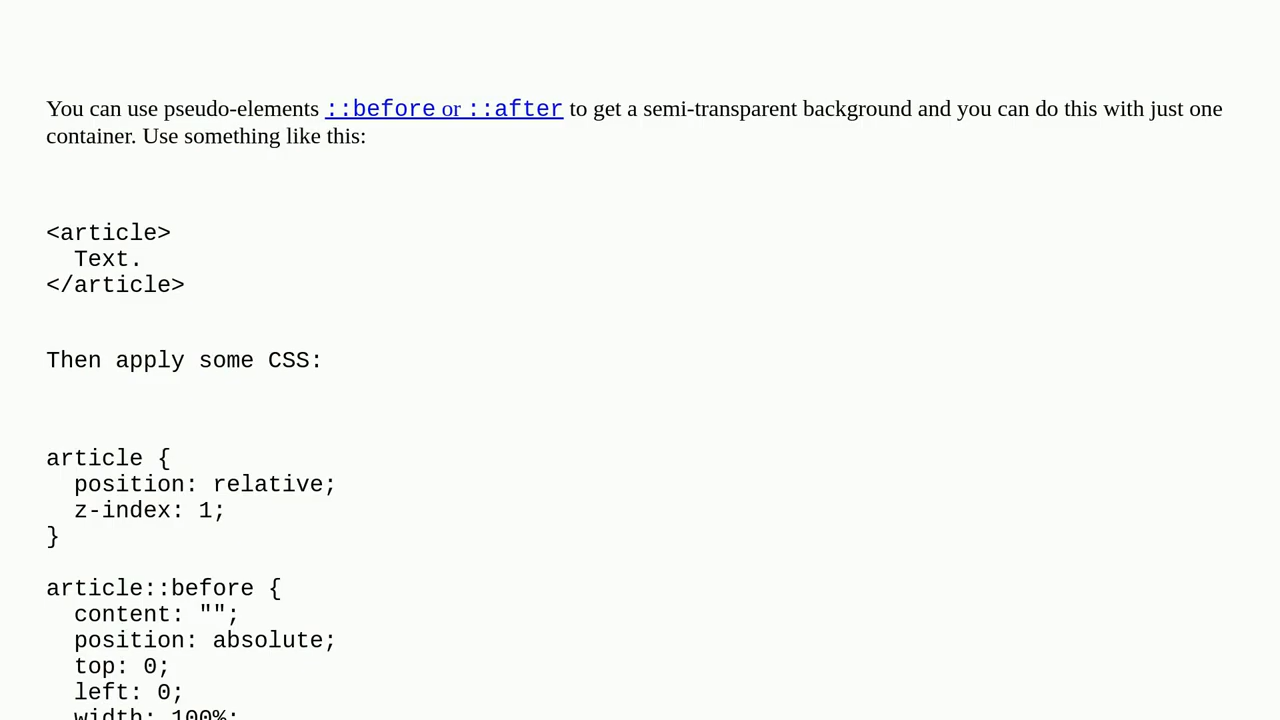 You can use pseudo-elements ::before or ::after to get a semi-transparent background and you can do this with just one
container. Use something like this:
<article>
  Text.
</article>
Then apply some CSS:
article {
  position: relative;
  z-index: 1;
}
article::before {
  content: "";
  position: absolute;
  top: 0;
  left: 0;
  width: 100%;